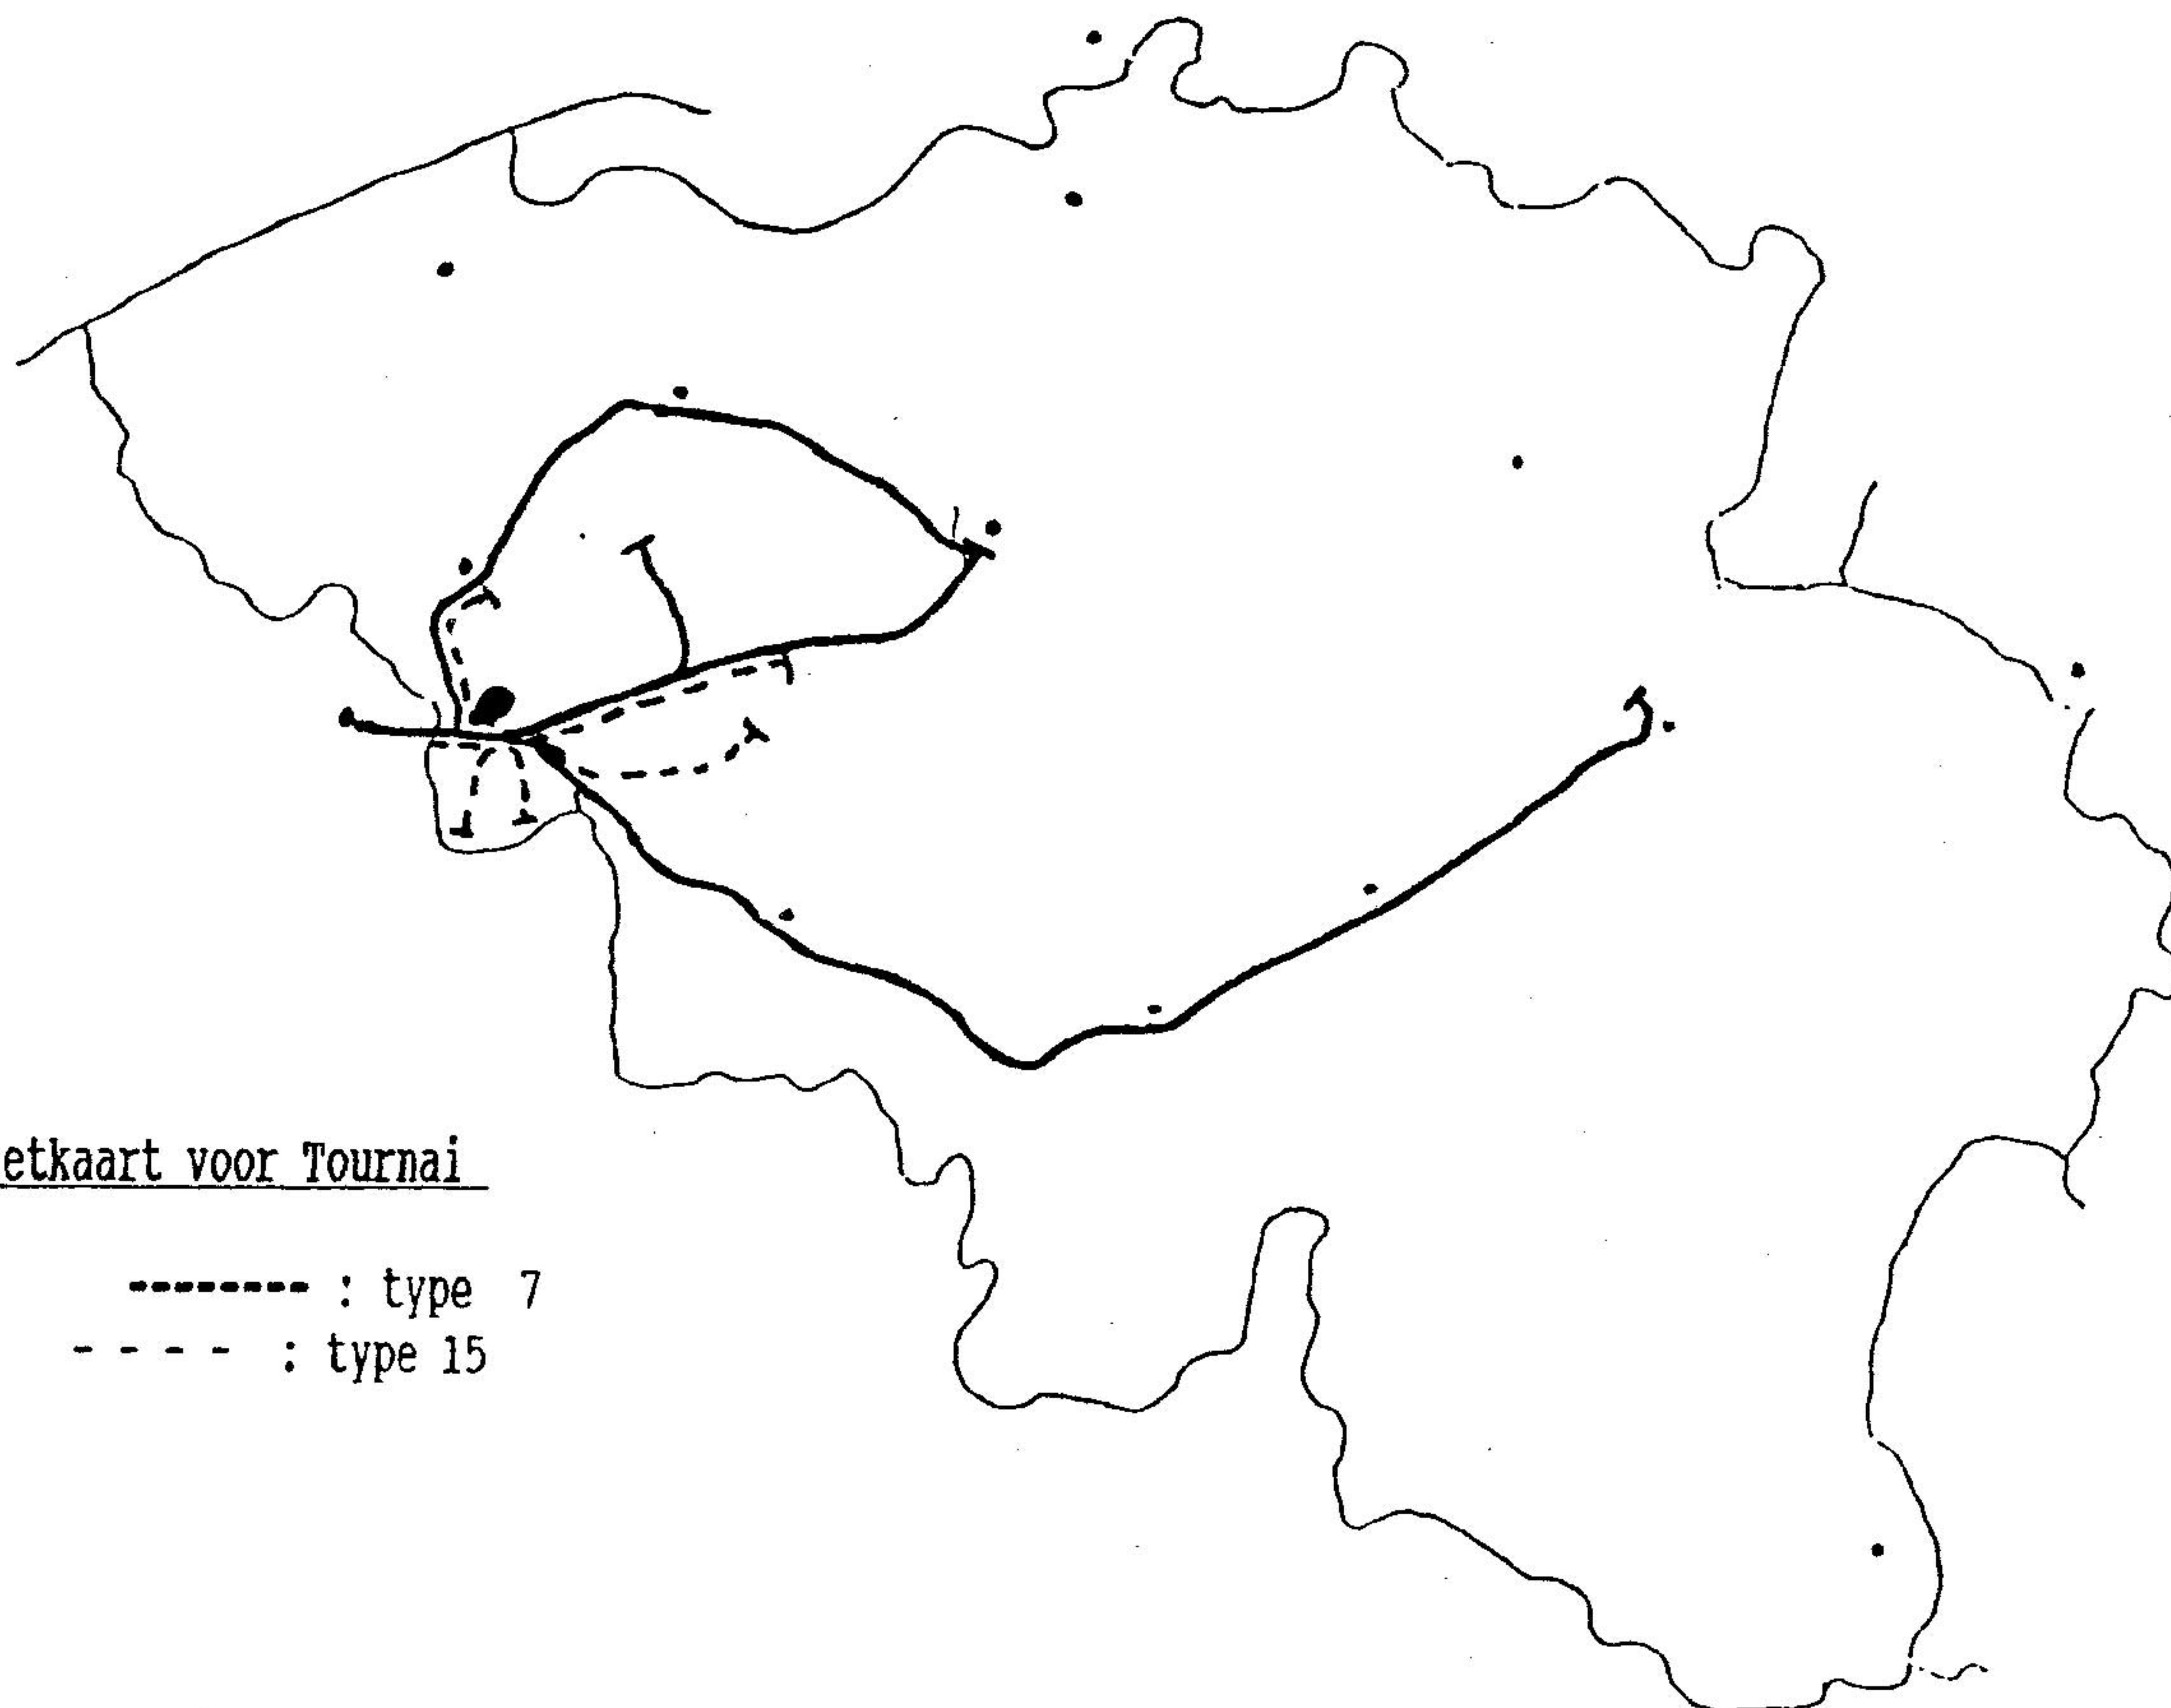 etkaart voor Tournai
-------- : type 7
- - - - : type 15